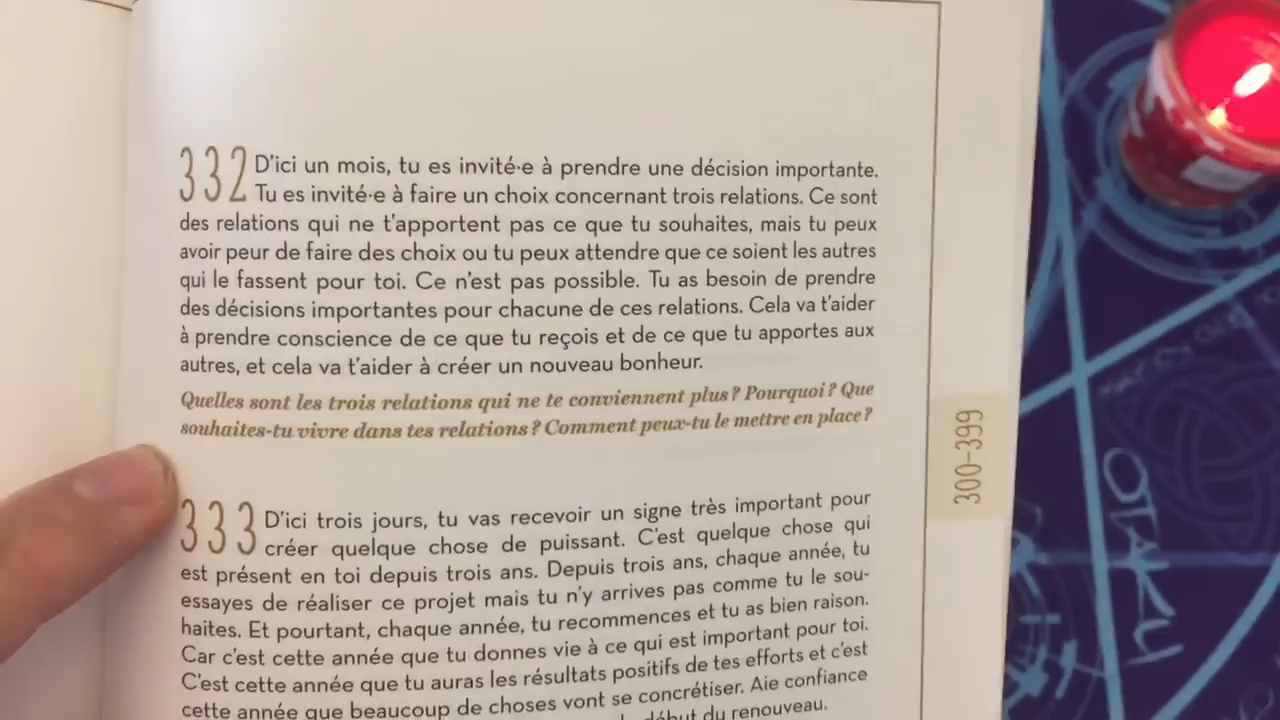 332 D'ici un mois, tu es invité·e à prendre une décision importante.
Tu es invité·e à faire un choix concernant trois relations. Ce sont
des relations qui ne t'apportent pas ce que tu souhaites, mais tu peux
avoir peur de faire des choix ou tu peux attendre que ce soient les autres
qui le fassent pour toi. Ce n'est pas possible. Tu as besoin de prendre
des décisions importantes pour chacune de ces relations. Cela va t'aider
à prendre conscience de ce que tu reçois et de ce que tu apportes aux
autres, et cela va t'aider à créer un nouveau bonheur.
Quelles sont les trois relations qui ne te conviennent plus ? Pourquoi ? Que
souhaites-tu vivre dans tes relations ? Comment peux-tu le mettre en place ?
333 D'ici trois jours, tu vas recevoir un signe très important pour
créer quelque chose de puissant. C'est quelque chose qui
est présent en toi depuis trois ans. Depuis trois ans, chaque année, tu
essayes de réaliser ce projet mais tu n'y arrives pas comme tu le sou-
haites. Et pourtant, chaque année, tu recommences et tu as bien raison.
Car c'est cette année que tu donnes vie à ce qui est important pour toi.
C'est cette année que tu auras les résultats positifs de tes efforts et c'est
cette année que beaucoup de choses vont se concrétiser. Aie confiance
début du renouveau.
300-399